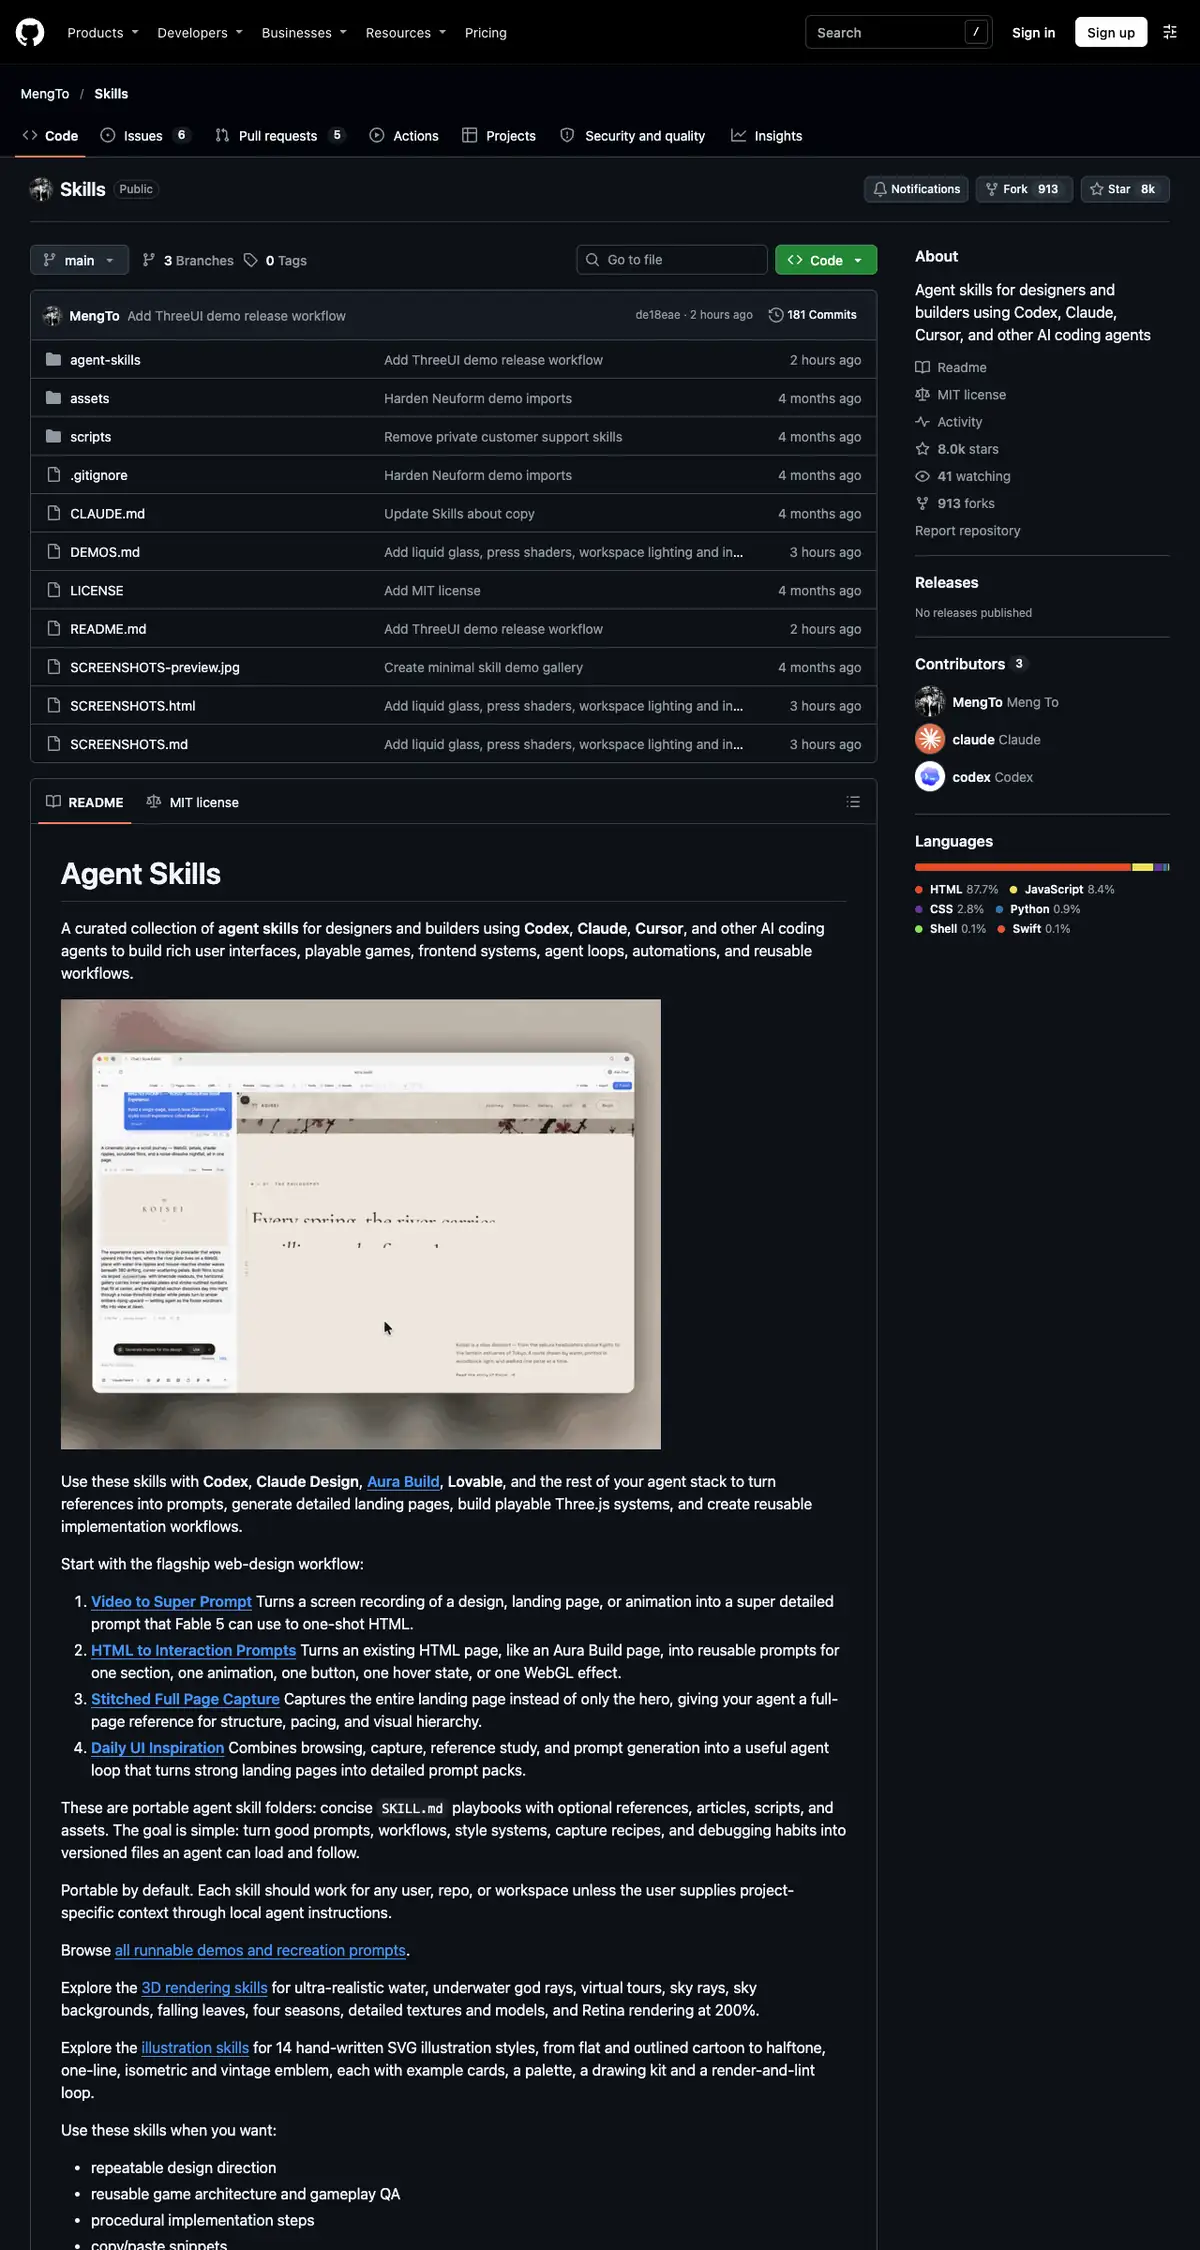 Products Developers Businesses Resources Pricing Search / Sign in Sign up
MengTo / Skills
Code Issues 6 Pull requests 5 Actions Projects Security and quality Insights
Skills Public Notifications Fork 913 Star 8k
main 3 Branches 0 Tags Go to file Code
MengTo Add ThreeUI demo release workflow de18eae · 2 hours ago 181 Commits
agent-skills Add ThreeUI demo release workflow 2 hours ago
assets Harden Neuform demo imports 4 months ago
scripts Remove private customer support skills 4 months ago
.gitignore Harden Neuform demo imports 4 months ago
CLAUDE.md Update Skills about copy 4 months ago
DEMOS.md Add liquid glass, press shaders, workspace lighting and in... 3 hours ago
LICENSE Add MIT license 4 months ago
README.md Add ThreeUI demo release workflow 2 hours ago
SCREENSHOTS-preview.jpg Create minimal skill demo gallery 4 months ago
SCREENSHOTS.html Add liquid glass, press shaders, workspace lighting and in... 3 hours ago
SCREENSHOTS.md Add liquid glass, press shaders, workspace lighting and in... 3 hours ago
About
Agent skills for designers and
builders using Codex, Claude,
Cursor, and other AI coding agents
Readme
MIT license
Activity
8.0k stars
41 watching
913 forks
Report repository
Releases
No releases published
Contributors 3
MengTo Meng To
claude Claude
codex Codex
Languages
HTML 87.7% JavaScript 8.4%
CSS 2.8% Python 0.9%
Shell 0.1% Swift 0.1%
README MIT license
Agent Skills
A curated collection of agent skills for designers and builders using Codex, Claude, Cursor, and other AI coding
agents to build rich user interfaces, playable games, frontend systems, agent loops, automations, and reusable
workflows.
KOISEI
KOISEI
Every spring, the river carries
Use these skills with Codex, Claude Design, Aura Build, Lovable, and the rest of your agent stack to turn
references into prompts, generate detailed landing pages, build playable Three.js systems, and create reusable
implementation workflows.
Start with the flagship web-design workflow:
1. Video to Super Prompt Turns a screen recording of a design, landing page, or animation into a super detailed
prompt that Fable 5 can use to one-shot HTML.
2. HTML to Interaction Prompts Turns an existing HTML page, like an Aura Build page, into reusable prompts for
one section, one animation, one button, one hover state, or one WebGL effect.
3. Stitched Full Page Capture Captures the entire landing page instead of only the hero, giving your agent a full-
page reference for structure, pacing, and visual hierarchy.
4. Daily UI Inspiration Combines browsing, capture, reference study, and prompt generation into a useful agent
loop that turns strong landing pages into detailed prompt packs.
These are portable agent skill folders: concise SKILL.md playbooks with optional references, articles, scripts, and
assets. The goal is simple: turn good prompts, workflows, style systems, capture recipes, and debugging habits into
versioned files an agent can load and follow.
Portable by default. Each skill should work for any user, repo, or workspace unless the user supplies project-
specific context through local agent instructions.
Browse all runnable demos and recreation prompts.
Explore the 3D rendering skills for ultra-realistic water, underwater god rays, virtual tours, sky rays, sky
backgrounds, falling leaves, four seasons, detailed textures and models, and Retina rendering at 200%.
Explore the illustration skills for 14 hand-written SVG illustration styles, from flat and outlined cartoon to halftone,
one-line, isometric and vintage emblem, each with example cards, a palette, a drawing kit and a render-and-lint
loop.
Use these skills when you want:
• repeatable design direction
• reusable game architecture and gameplay QA
• procedural implementation steps
• copy/paste snippets